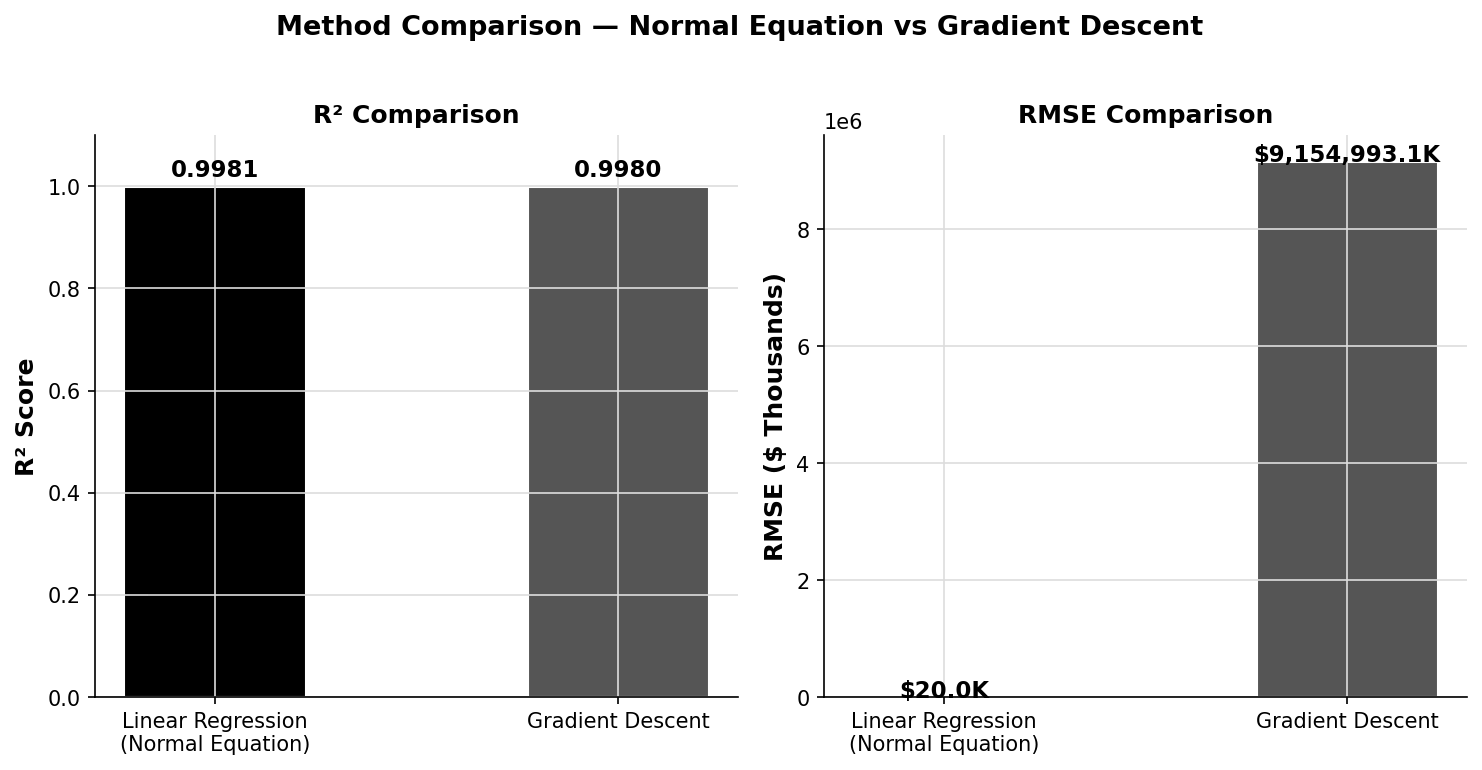 Method Comparison — Normal Equation vs Gradient Descent
R² Comparison
0.9981
0.9980
1.0
0.8
0.6
0.4
0.2
0.0
R² Score
Linear Regression
(Normal Equation)
Gradient Descent
RMSE Comparison
1e6
$9,154,993.1K
8
6
4
2
0
RMSE ($ Thousands)
$20.0K
Linear Regression
(Normal Equation)
Gradient Descent